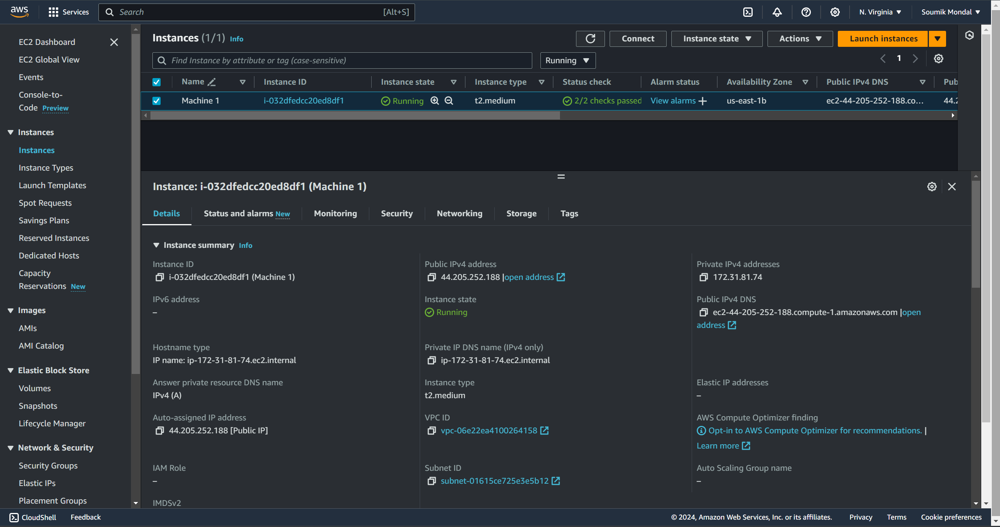 aws
Services
Search
[Alt+S]
N. Virginia
Soumik Mondal
EC2 Dashboard
EC2 Global View
Events
Console-to-
Code Preview
Instances
Instances
Instance Types
Launch Templates
Spot Requests
Savings Plans
Reserved Instances
Dedicated Hosts
Capacity
Reservations New
Images
AMIs
AMI Catalog
Elastic Block Store
Volumes
Snapshots
Lifecycle Manager
Network & Security
Security Groups
Elastic IPs
Placement Groups
Instances (1/1) Info
Connect
Instance state
Actions
Launch instances
Find Instance by attribute or tag (case-sensitive)
Running
1
Name Instance ID Instance state Instance type Status check Alarm status Availability Zone Public IPv4 DNS Pub
Machine 1 i-032dfedcc20ed8df1 Running t2.medium 2/2 checks passed View alarms us-east-1b ec2-44-205-252-188.co... 44.2
Instance: i-032dfedcc20ed8df1 (Machine 1)
Details
Status and alarms New
Monitoring
Security
Networking
Storage
Tags
Instance summary Info
Instance ID
i-032dfedcc20ed8df1 (Machine 1)
Public IPv4 address
44.205.252.188 |open address
Private IPv4 addresses
172.31.81.74
IPv6 address
–
Instance state
Running
Public IPv4 DNS
ec2-44-205-252-188.compute-1.amazonaws.com |open
address
Hostname type
IP name: ip-172-31-81-74.ec2.internal
Private IP DNS name (IPv4 only)
ip-172-31-81-74.ec2.internal
Answer private resource DNS name
IPv4 (A)
Instance type
t2.medium
Elastic IP addresses
–
Auto-assigned IP address
44.205.252.188 [Public IP]
VPC ID
vpc-06e22ea4100264158
AWS Compute Optimizer finding
Opt-in to AWS Compute Optimizer for recommendations. |
Learn more
IAM Role
–
Subnet ID
subnet-01615ce725e3e5b12
Auto Scaling Group name
–
IMDSv2
CloudShell
Feedback
© 2024, Amazon Web Services, Inc. or its affiliates.
Privacy
Terms
Cookie preferences